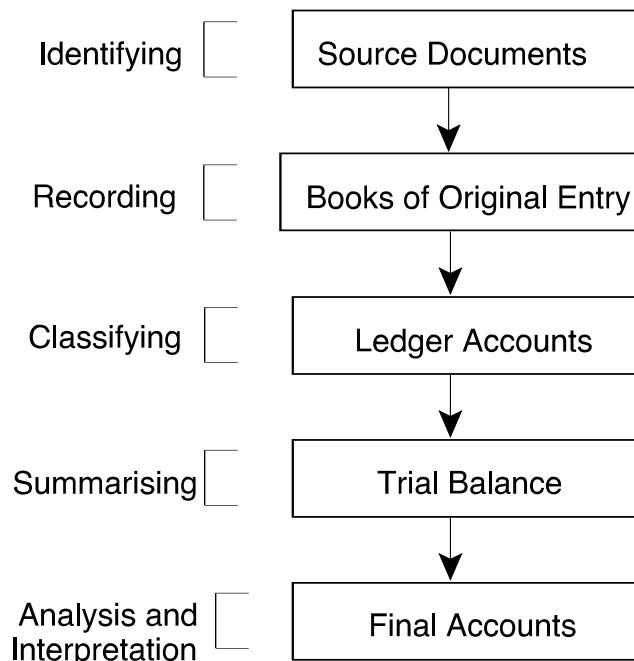 Identifying
Source Documents
Recording
Books of Original Entry
Classifying
Ledger Accounts
Summarising
Trial Balance
Analysis and
Interpretation
Final Accounts